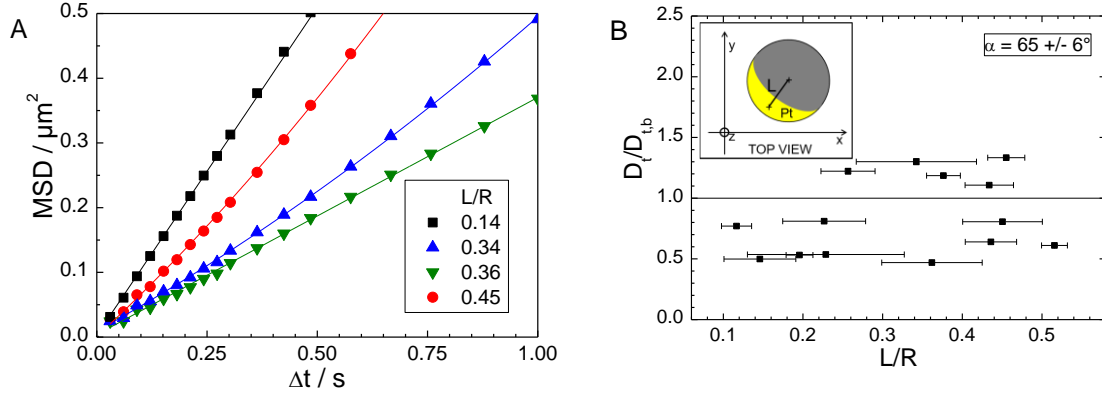 A
MSD / μm²
0.5
0.4
0.3
0.2
0.1
0.0
0.00
0.25
0.50
0.75
1.00
Δt / s
L/R
0.14
0.34
0.36
0.45
B
D_t/D_t,b
2.5
2.0
1.5
1.0
0.5
0.0
0.1
0.2
0.3
0.4
0.5
L/R
α = 65 +/- 6°
y
L
Pt
z
x
TOP VIEW